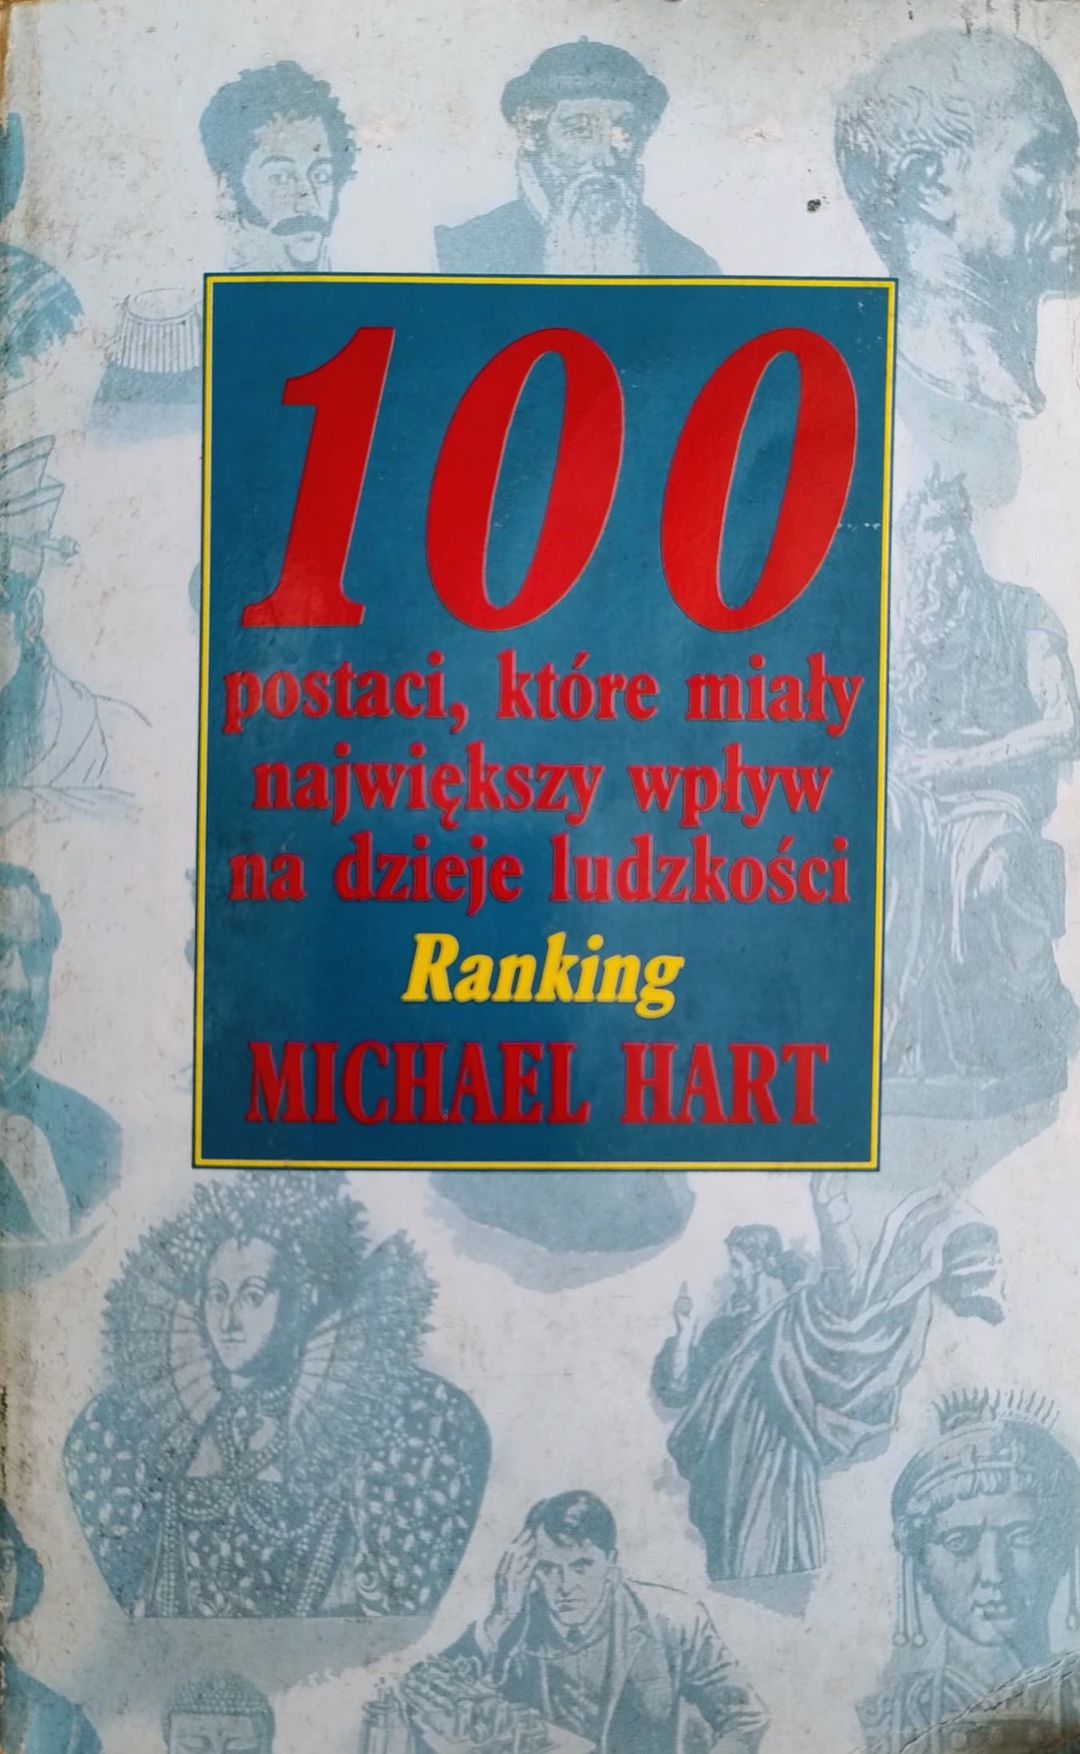 100
postaci, które miały
największy wpływ
na dzieje ludzkości
Ranking
MICHAEL HART